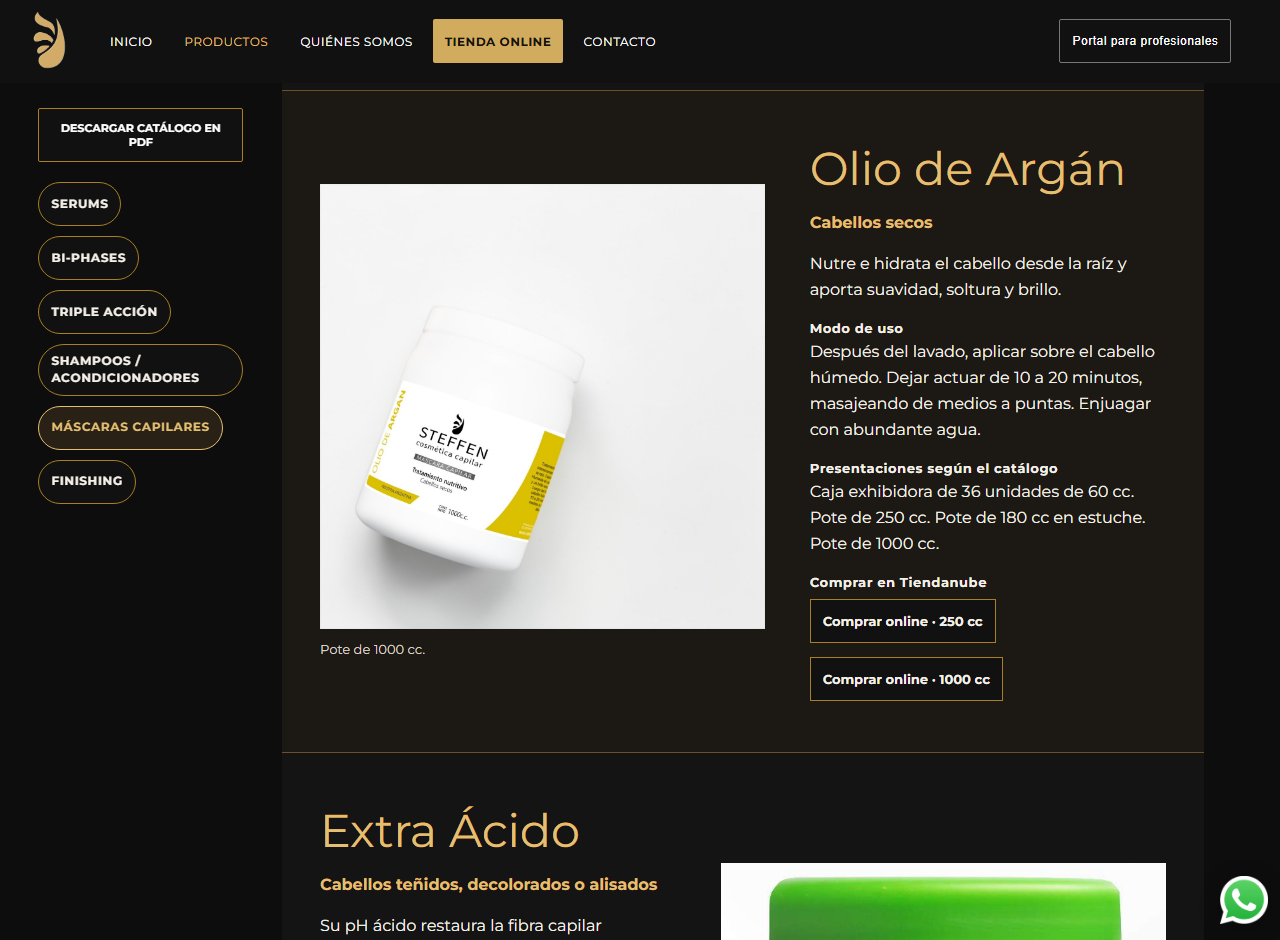 INICIO
PRODUCTOS
QUIÉNES SOMOS
TIENDA ONLINE
CONTACTO
Portal para profesionales
DESCARGAR CATÁLOGO EN
PDF
SERUMS
BI-PHASES
TRIPLE ACCIÓN
SHAMPOOS /
ACONDICIONADORES
MÁSCARAS CAPILARES
FINISHING
OLIO DE ARGÁN
STEFFEN
cosmética capilar
MÁSCARA CAPILAR
Tratamiento nutritivo
Cabellos secos
1000c.c.
Pote de 1000 cc.
Olio de Argán
Cabellos secos
Nutre e hidrata el cabello desde la raíz y
aporta suavidad, soltura y brillo.
Modo de uso
Después del lavado, aplicar sobre el cabello
húmedo. Dejar actuar de 10 a 20 minutos,
masajeando de medios a puntas. Enjuagar
con abundante agua.
Presentaciones según el catálogo
Caja exhibidora de 36 unidades de 60 cc.
Pote de 250 cc. Pote de 180 cc en estuche.
Pote de 1000 cc.
Comprar en Tiendanube
Comprar online · 250 cc
Comprar online · 1000 cc
Extra Ácido
Cabellos teñidos, decolorados o alisados
Su pH ácido restaura la fibra capilar